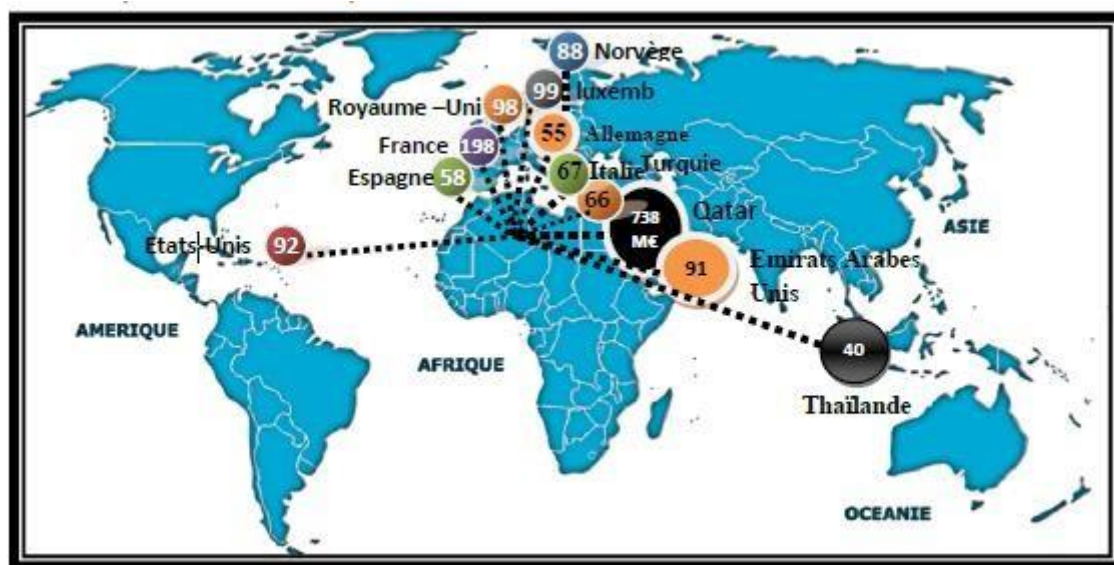 88 Norvège
99 luxemb
Royaume –Uni 98
55 Allemagne
France 198
67 Italie Turquie
Espagne 58
66
738
M€
Qatar
ASIE
Etats-Unis 92
91
Emirats Arabes
Unis
AMERIQUE
AFRIQUE
40
Thaïlande
OCEANIE